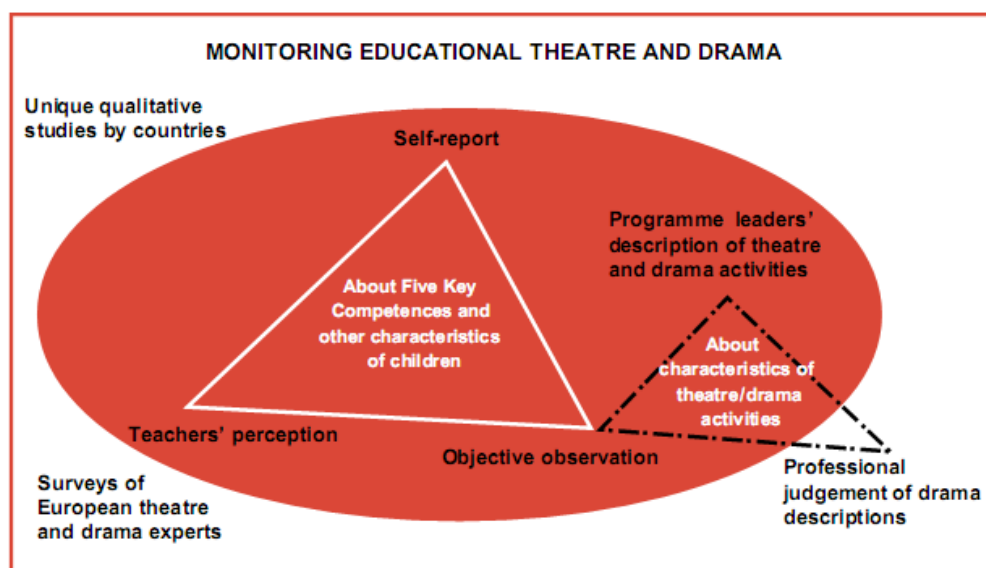 MONITORING EDUCATIONAL THEATRE AND DRAMA
Unique qualitative
studies by countries
Self-report
Programme leaders’
description of theatre
and drama activities
About Five Key
Competences and
other characteristics
of children
About
characteristics of
theatre/drama
activities
Teachers’ perception
Objective observation
Surveys of
European theatre
and drama experts
Professional
judgement of drama
descriptions